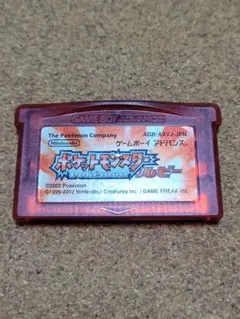 GAME BOY ADVANCE
The Pokémon Company
AGB-AXVJ-JPN
Nintendo
ゲームボーイ アドバンス®
ポケットモンスター
ルビー
©2002 Pokémon
©1995-2002 Nintendo/Creatures inc./GAME FREAK inc.